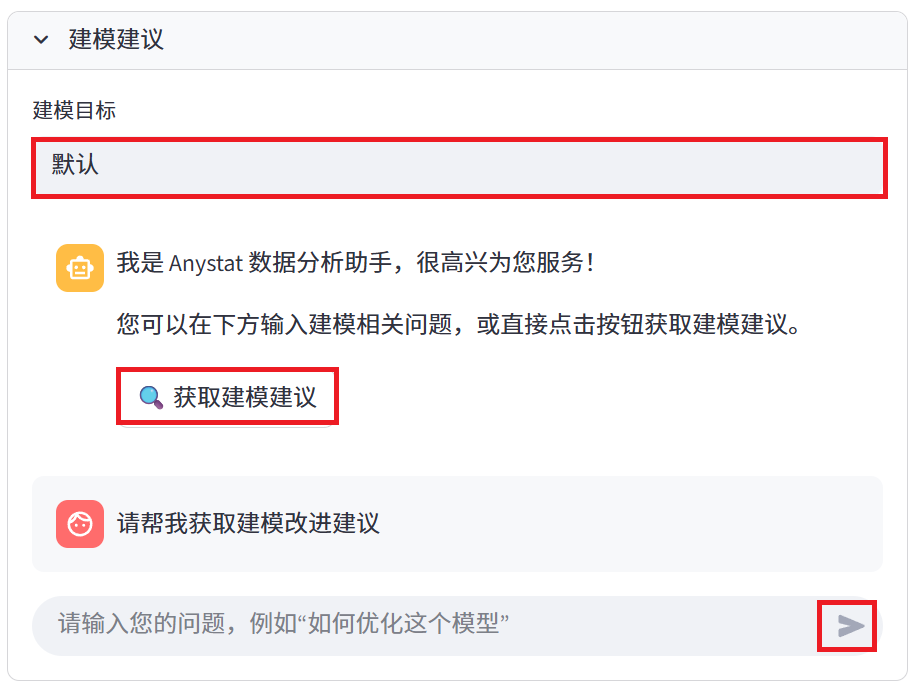 建模建议
建模目标
默认
我是 Anystat 数据分析助手，很高兴为您服务！
您可以在下方输入建模相关问题，或直接点击按钮获取建模建议。
获取建模建议
请帮我获取建模改进建议
请输入您的问题，例如“如何优化这个模型”